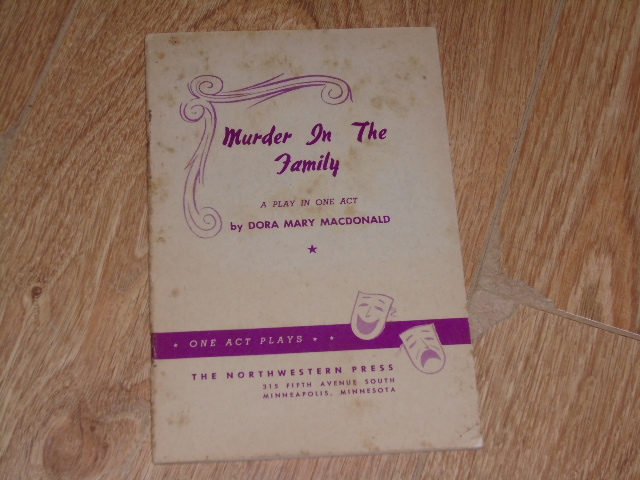 Murder In The
Family
A PLAY IN ONE ACT
by DORA MARY MACDONALD
★
★ ONE ACT PLAYS ★ ★
THE NORTHWESTERN PRESS
315 FIFTH AVENUE SOUTH
MINNEAPOLIS, MINNESOTA